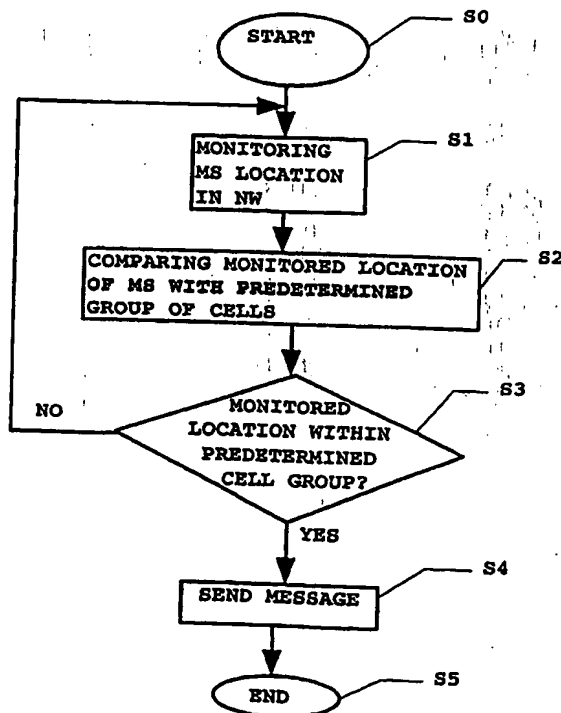 START
S0
MONITORING
MS LOCATION
IN NW
S1
COMPARING MONITORED LOCATION
OF MS WITH PREDETERMINED
GROUP OF CELLS
S2
MONITORED
LOCATION WITHIN
PREDETERMINED
CELL GROUP?
S3
NO
YES
SEND MESSAGE
S4
END
S5